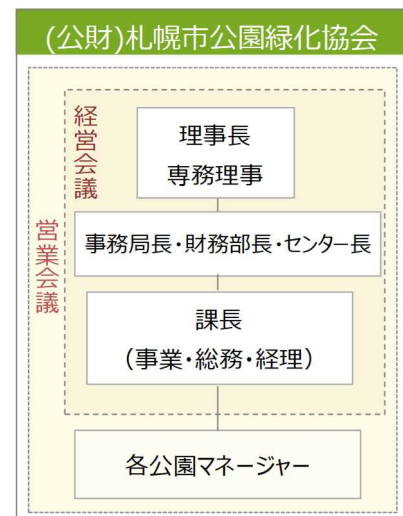 (公財)札幌市公園緑化協会
経営会議
理事長
専務理事
営業会議
事務局長・財務部長・センター長
課長
(事業・総務・経理)
各公園マネージャー